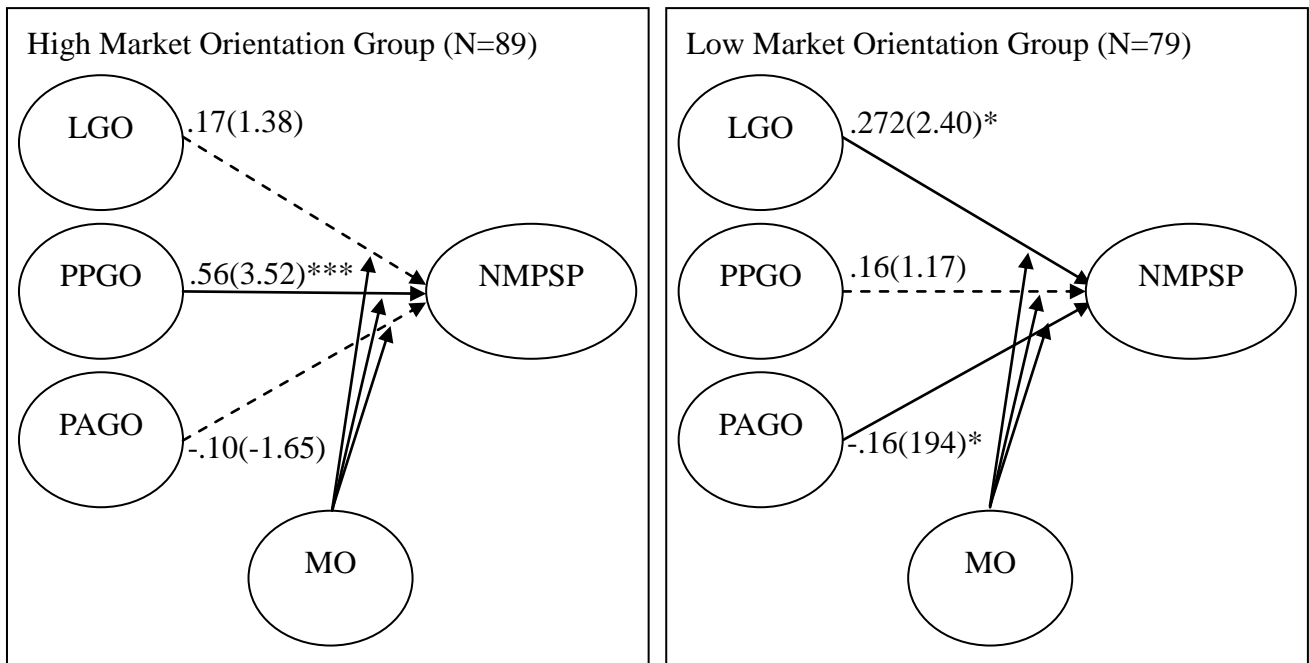 High Market Orientation Group (N=89)
LGO
.17(1.38)
PPGO
.56(3.52)***
NMPSP
PAGO
-.10(-1.65)
MO
Low Market Orientation Group (N=79)
LGO
.272(2.40)*
PPGO
.16(1.17)
NMPSP
PAGO
-.16(194)*
MO